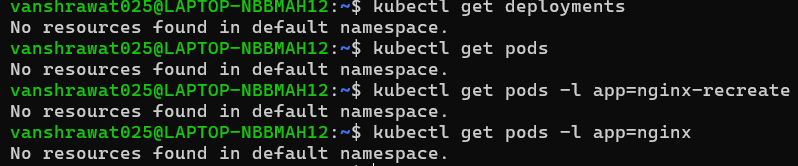 vanshrawat025@LAPTOP-NBBMAH12:~$ kubectl get deployments
No resources found in default namespace.
vanshrawat025@LAPTOP-NBBMAH12:~$ kubectl get pods
No resources found in default namespace.
vanshrawat025@LAPTOP-NBBMAH12:~$ kubectl get pods -l app=nginx-recreate
No resources found in default namespace.
vanshrawat025@LAPTOP-NBBMAH12:~$ kubectl get pods -l app=nginx
No resources found in default namespace.